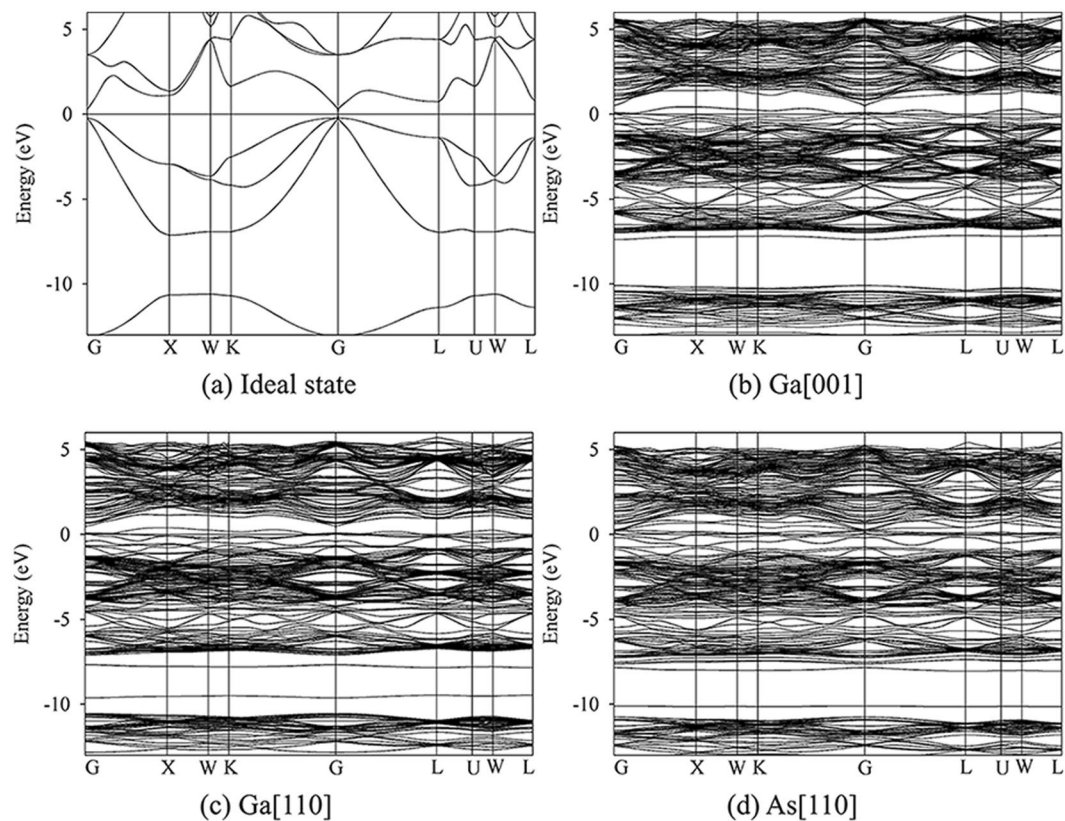 5
0
-5
-10
Energy (eV)
G X W K G L U W L
(a) Ideal state
5
0
-5
-10
Energy (eV)
G X W K G L U W L
(b) Ga[001]
5
0
-5
-10
Energy (eV)
G X W K G L U W L
(c) Ga[110]
5
0
-5
-10
Energy (eV)
G X W K G L U W L
(d) As[110]